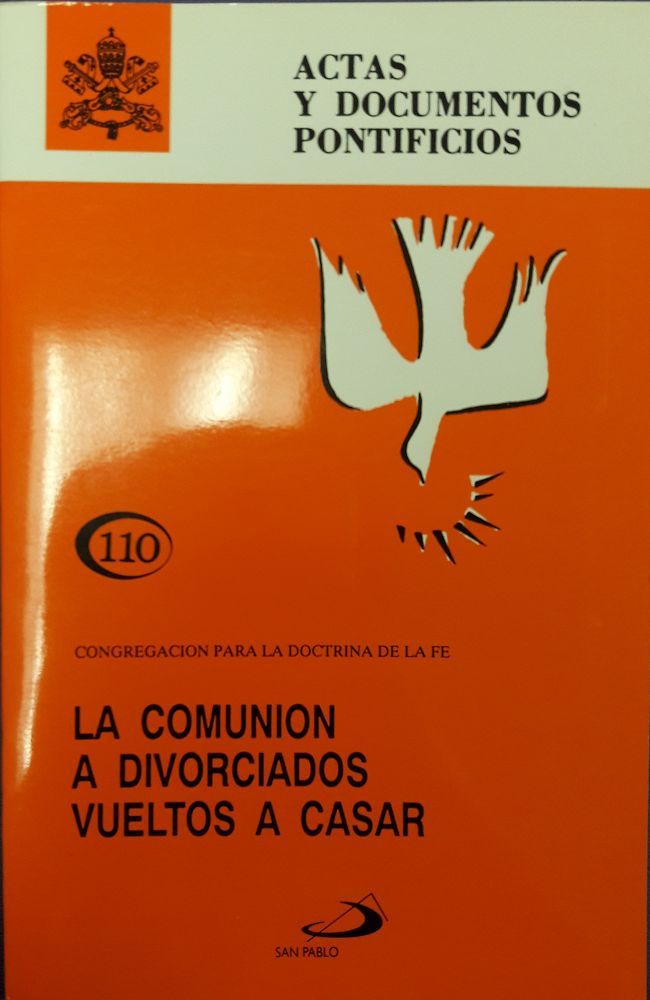 ACTAS
Y DOCUMENTOS
PONTIFICIOS
110
CONGREGACION PARA LA DOCTRINA DE LA FE
LA COMUNION
A DIVORCIADOS
VUELTOS A CASAR
SAN PABLO